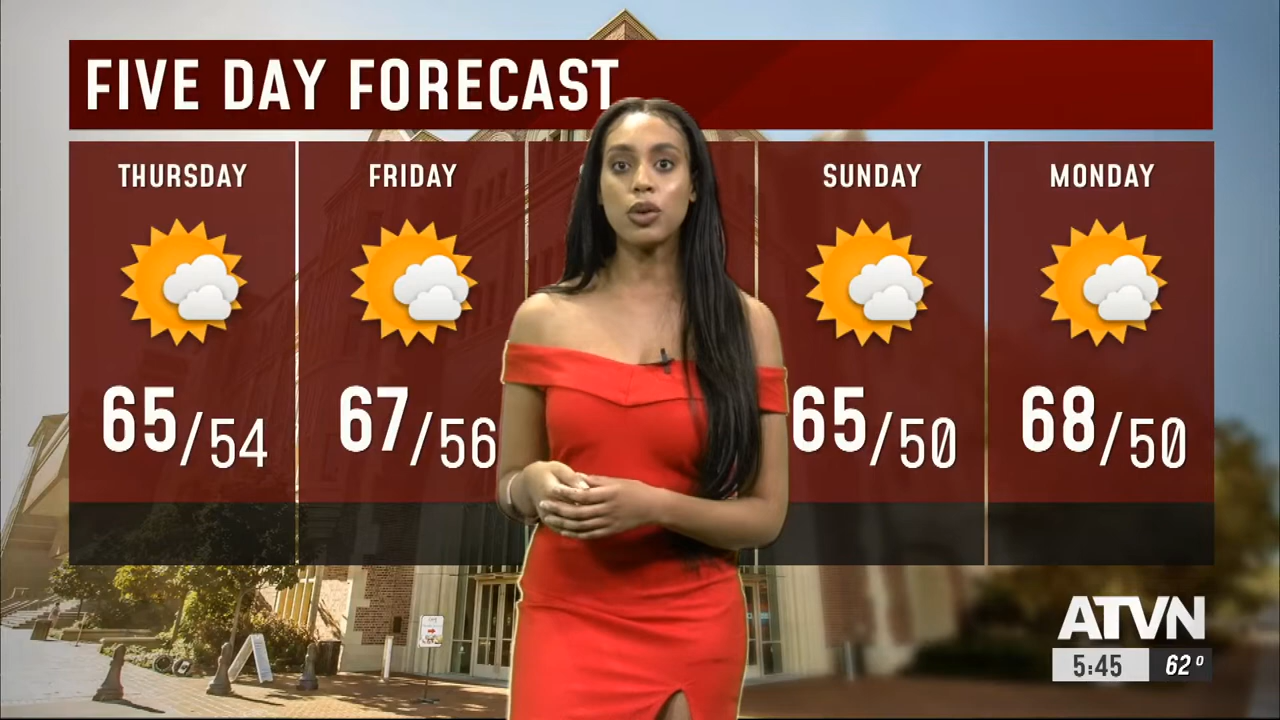 FIVE DAY FORECAST
THURSDAY
FRIDAY
SUNDAY
MONDAY
65/54
67/56
65/50
68/50
ATVN
5:45 62°